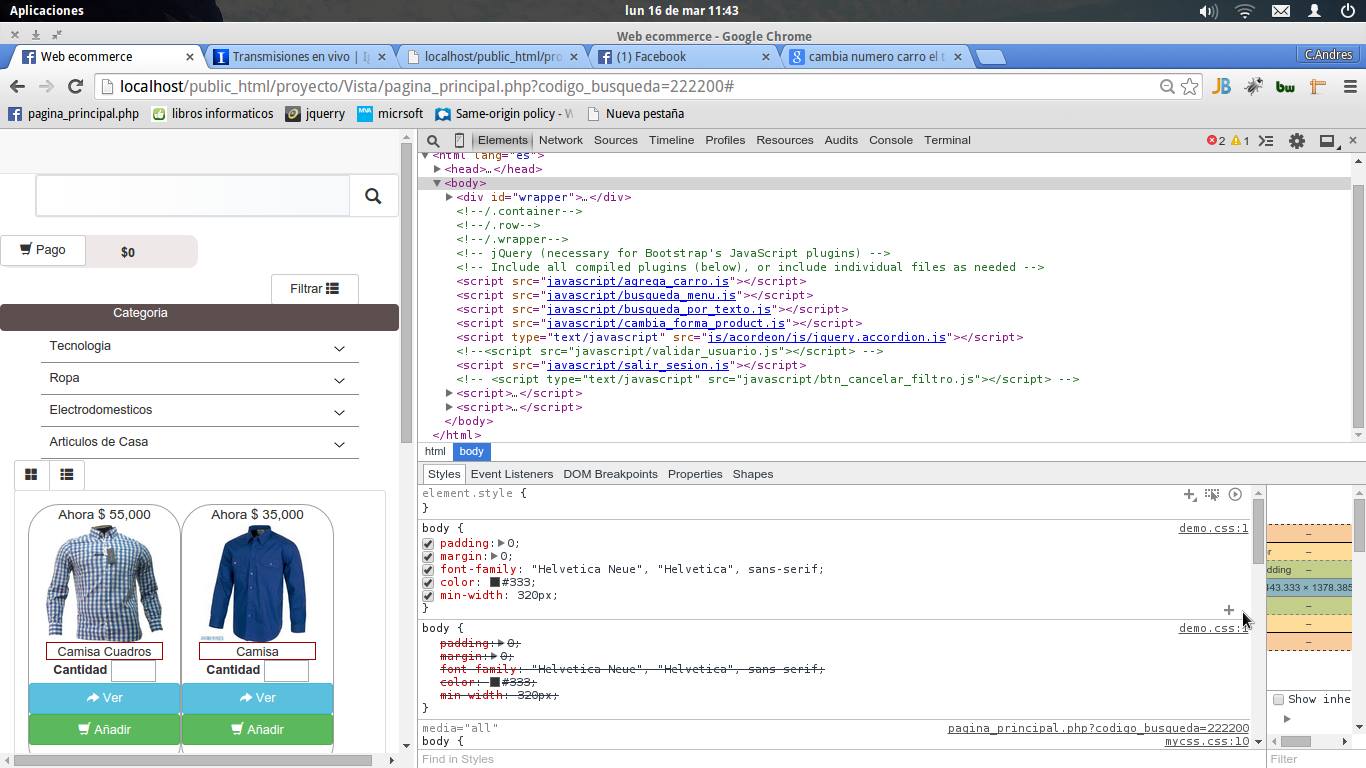 Aplicaciones lun 16 de mar 11:43
Web ecommerce - Google Chrome
Web ecommerce Transmisiones en vivo localhost/public_html/pro (1) Facebook cambia numero carro el t C.Andres
localhost/public_html/proyecto/Vista/pagina_principal.php?codigo_busqueda=222200#
pagina_principal.php libros informaticos jquerry micrsoft Same-origin policy - Nueva pestaña
Elements Network Sources Timeline Profiles Resources Audits Console Terminal 2 1
Pago $0
Filtrar
Categoria
Tecnologia
Ropa
Electrodomesticos
Articulos de Casa
Ahora $ 55,000 Ahora $ 35,000
Camisa Cuadros Camisa
Cantidad Cantidad
Ver Ver
Añadir Añadir
<html lang="es">
<head>…</head>
<body>
<div id="wrapper">…</div>
<!--/.container-->
<!--/.row-->
<!--/.wrapper-->
<!-- jQuery (necessary for Bootstrap's JavaScript plugins) -->
<!-- Include all compiled plugins (below), or include individual files as needed -->
<script src="javascript/agrega_carro.js"></script>
<script src="javascript/busqueda_menu.js"></script>
<script src="javascript/busqueda_por_texto.js"></script>
<script src="javascript/cambia_forma_product.js"></script>
<script type="text/javascript" src="js/acordeon/js/jquery.accordion.js"></script>
<!--<script src="javascript/validar_usuario.js"></script> -->
<script src="javascript/salir_sesion.js"></script>
<!-- <script type="text/javascript" src="javascript/btn_cancelar_filtro.js"></script> -->
<script>…</script>
<script>…</script>
</body>
</html>
html body
Styles Event Listeners DOM Breakpoints Properties Shapes
element.style {
}
body { demo.css:1
padding: 0;
margin: 0;
font-family: "Helvetica Neue", "Helvetica", sans-serif;
color: #333;
min-width: 320px;
}
body { demo.css:1
padding: 0;
margin: 0;
font-family: "Helvetica Neue", "Helvetica", sans-serif;
color: #333;
min-width: 320px;
}
media="all" pagina_principal.php?codigo_busqueda=222200
body { mycss.css:10
Find in Styles
–
r –
dding –
443.333 × 1378.385
–
–
–
Show inhe
Filter